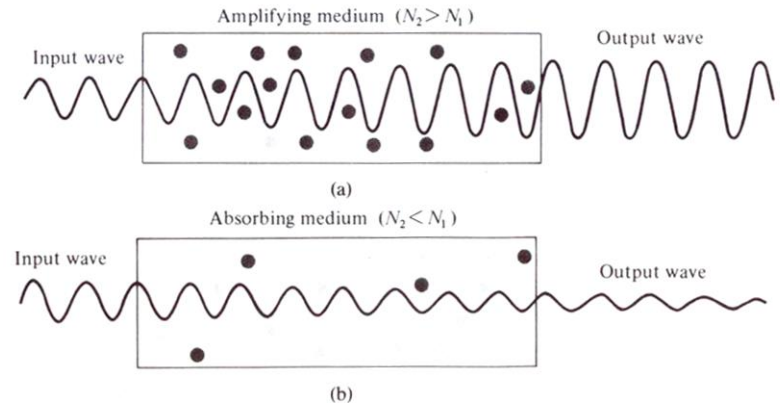 Amplifying medium (N₂ > N₁)
Input wave
Output wave
(a)
Absorbing medium (N₂ < N₁)
Input wave
Output wave
(b)